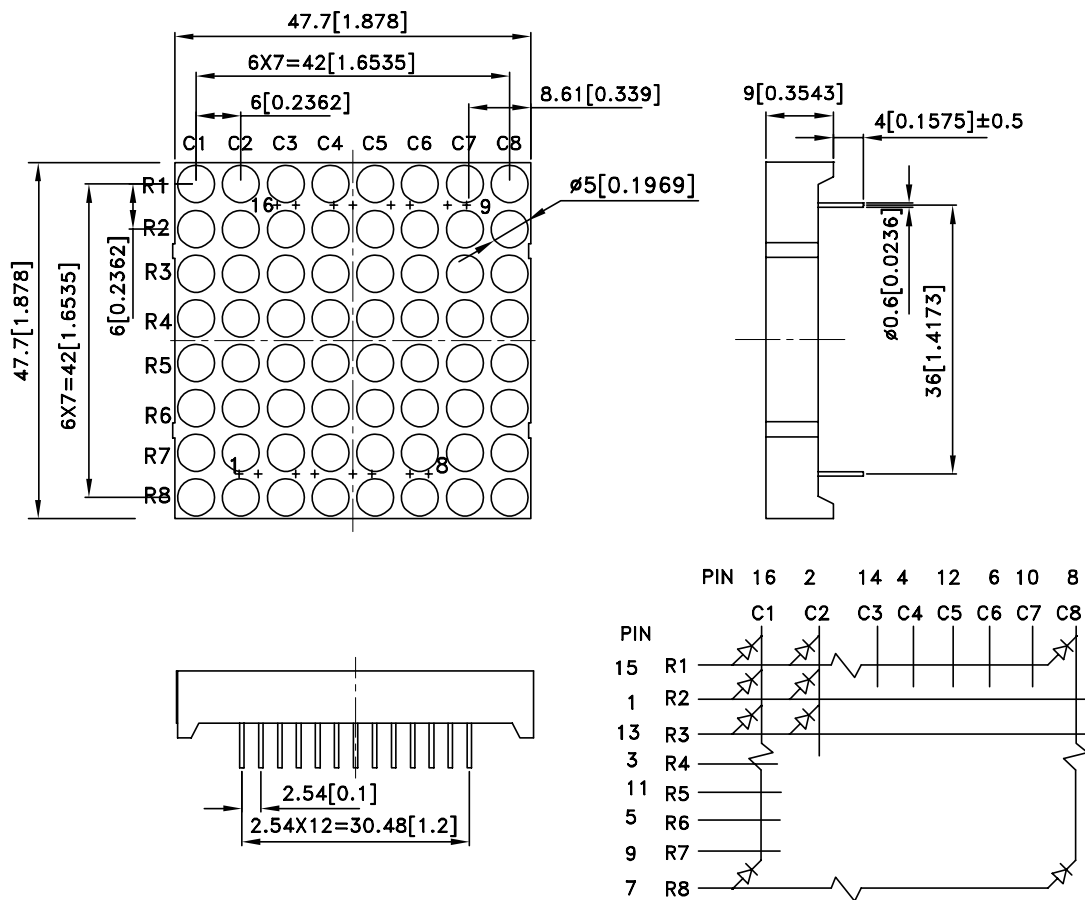 47.7[1.878]
6X7=42[1.6535]
6[0.2362]
8.61[0.339]
C1 C2 C3 C4 C5 C6 C7 C8
R1
R2
R3
R4
R5
R6
R7
R8
16
9
1
8
ø5[0.1969]
47.7[1.878]
6X7=42[1.6535]
6[0.2362]
9[0.3543]
4[0.1575]±0.5
ø0.6[0.0236]
36[1.4173]
2.54[0.1]
2.54X12=30.48[1.2]
PIN 16 2 14 4 12 6 10 8
C1 C2 C3 C4 C5 C6 C7 C8
PIN
15 R1
1 R2
13 R3
3 R4
11 R5
5 R6
9 R7
7 R8